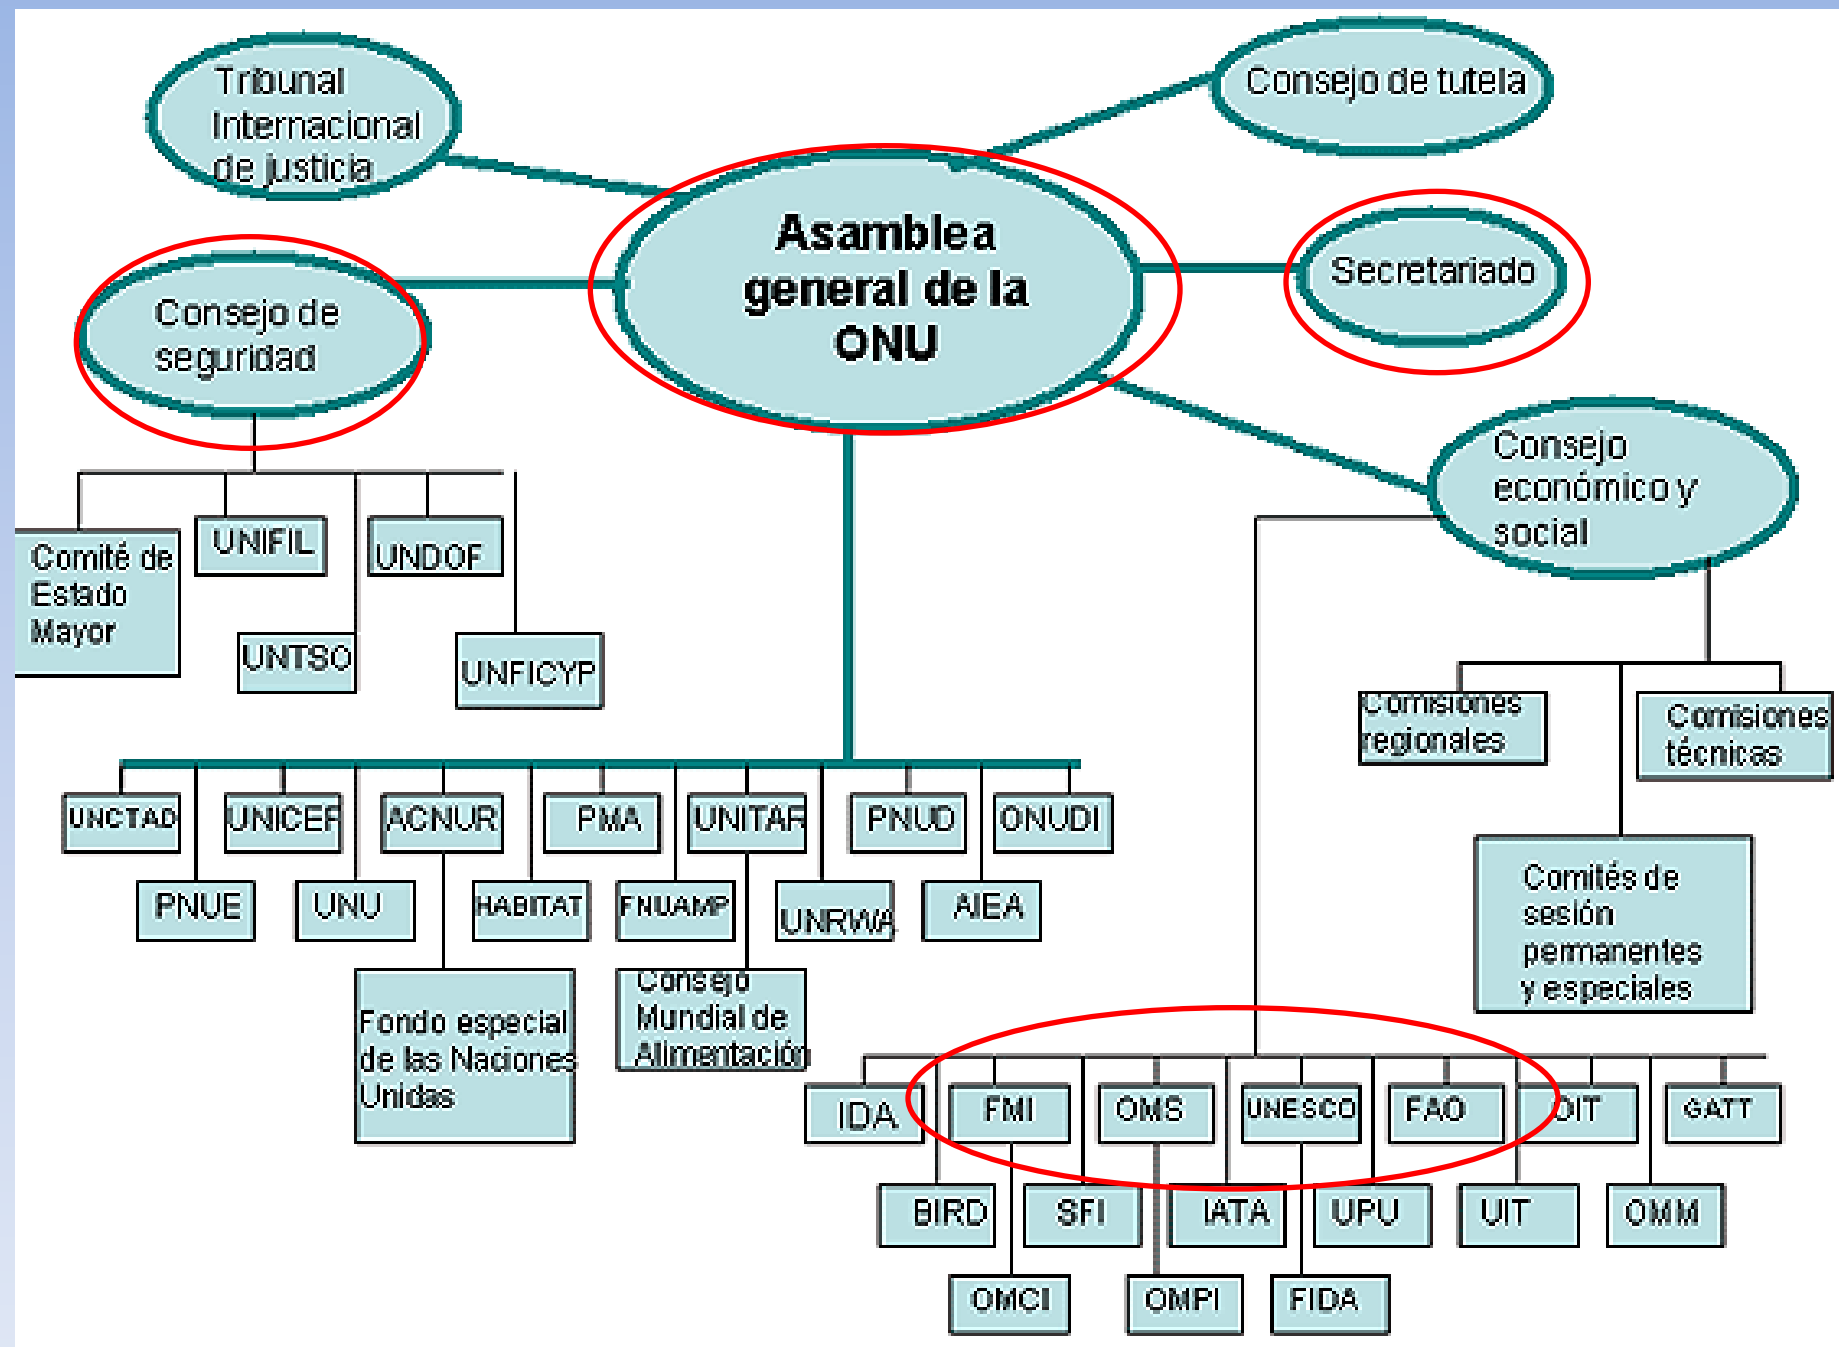 Tribunal
Internacional
de justicia
Consejo de tutela
Asamblea
general de la
ONU
Secretariado
Consejo de
seguridad
Consejo
económico y
social
Comité de
Estado
Mayor
UNIFIL
UNDOF
UNTSO
UNFICYP
Comisiones
regionales
Comisiones
técnicas
UNCTAD
UNICEF
ACNUR
PMA
UNITAR
PNUD
ONUDI
PNUE
UNU
HABITAT
FNUAMP
UNRWA
AIEA
Comités de
sesión
permanentes
y especiales
Fondo especial
de las Naciones
Unidas
Consejo
Mundial de
Alimentación
IDA
FMI
OMS
UNESCO
FAO
OIT
GATT
BIRD
SFI
IATA
UPU
UIT
OMM
OMCI
OMPI
FIDA